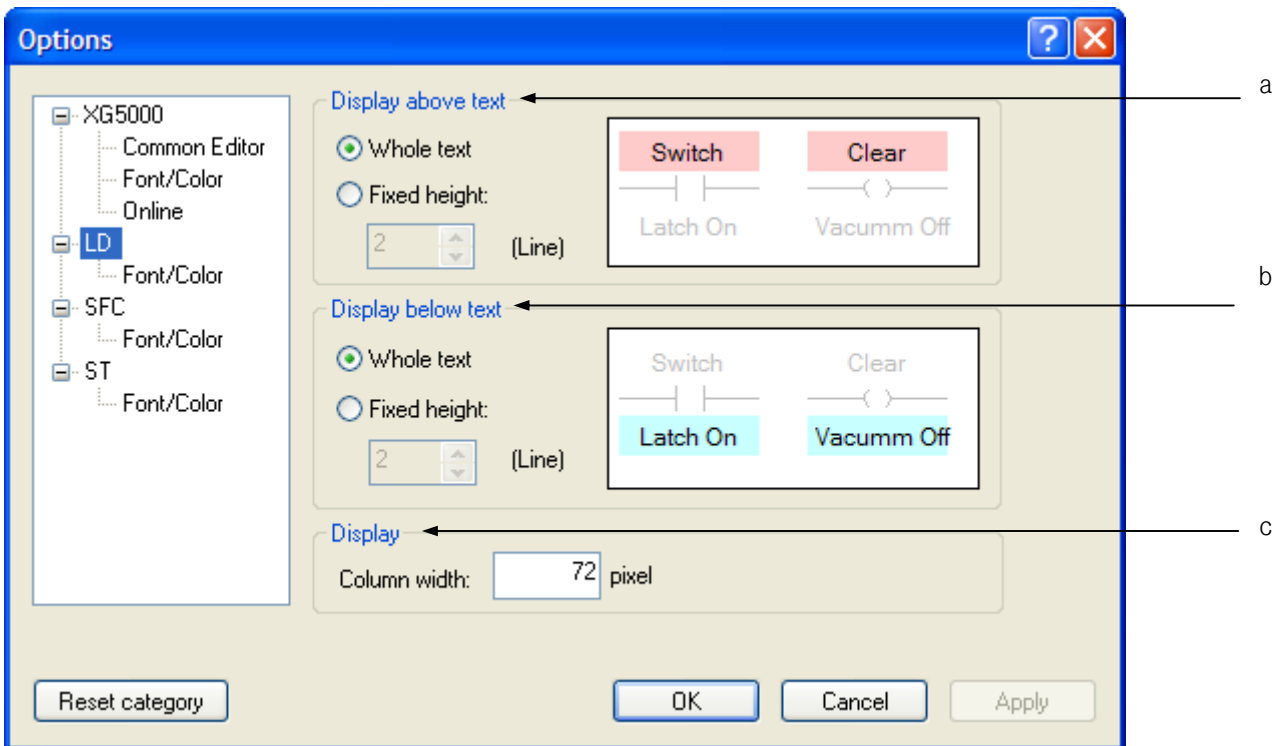 Options
XG5000
Common Editor
Font/Color
Online
LD
Font/Color
SFC
Font/Color
ST
Font/Color
Display above text
Whole text
Fixed height:
2 (Line)
Switch Clear
Latch On Vacumm Off
a
Display below text
Whole text
Fixed height:
2 (Line)
Switch Clear
Latch On Vacumm Off
b
Display
Column width: 72 pixel
c
Reset category OK Cancel Apply